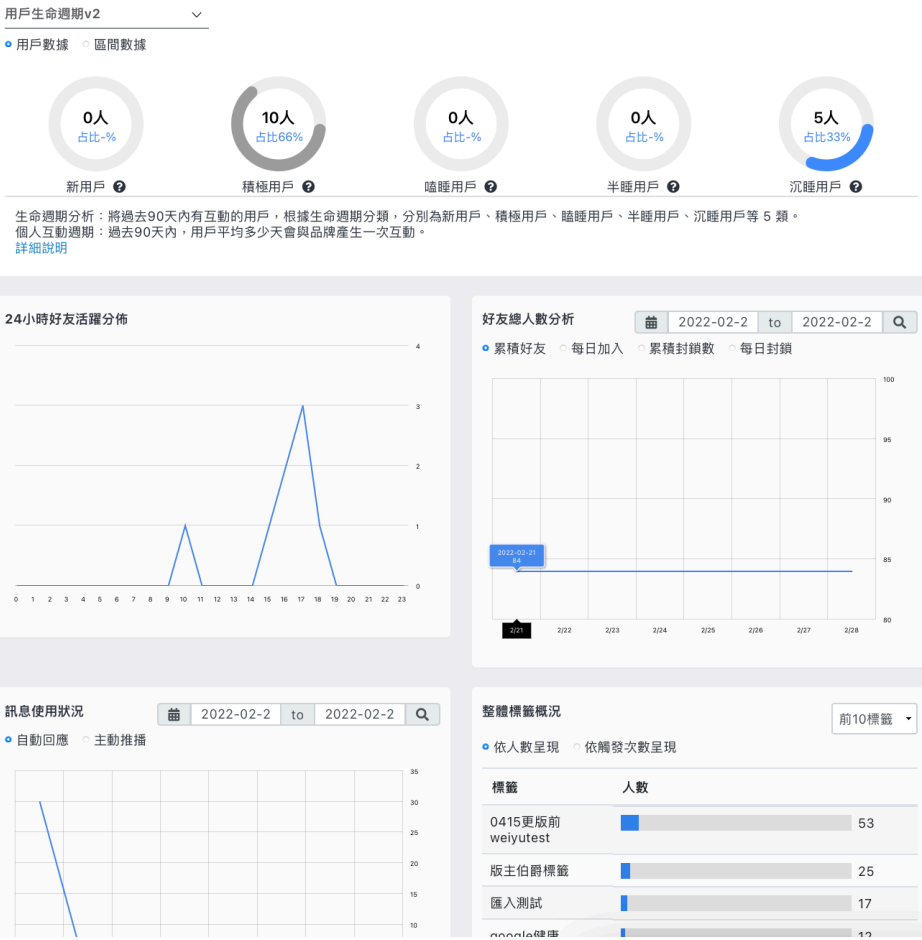 用戶生命週期v2
用戶數據 區間數據
0人 10人 0人 0人 5人
占比-% 占比66% 占比-% 占比-% 占比33%
新用戶 ? 積極用戶 ? 嗑睡用戶 ? 半睡用戶 ? 沉睡用戶 ?
生命週期分析：將過去90天內有互動的用戶，根據生命週期分類，分別為新用戶、積極用戶、瞌睡用戶、半睡用戶、沉睡用戶等 5 類。
個人互動週期：過去90天內，用戶平均多少天會與品牌產生一次互動。
詳細說明
24小時好友活躍分佈
4
3
2
1
0
0 1 2 3 4 5 6 7 8 9 10 11 12 13 14 15 16 17 18 19 20 21 22 23
好友總人數分析 2022-02-2 to 2022-02-2
累積好友 每日加入 累積封鎖數 每日封鎖
100
95
90
85
80
2022-02-21
84
2/21 2/22 2/23 2/24 2/25 2/26 2/27 2/28
訊息使用狀況 2022-02-2 to 2022-02-2
自動回應 主動推播
35
30
25
20
15
10
整體標籤概況 前10標籤
依人數呈現 依觸發次數呈現
標籤 人數
0415更版前
weiyutest 53
版主伯爵標籤 25
匯入測試 17
google健康 12